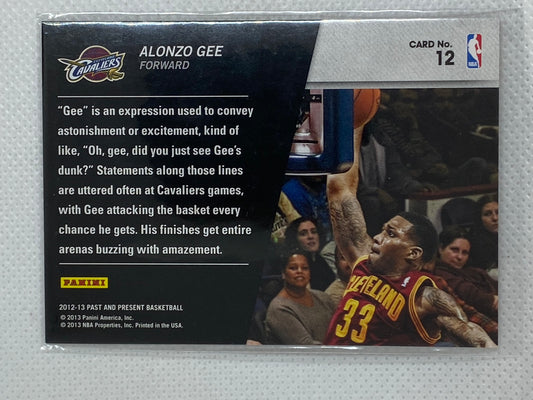 CAVALIERS
ALONZO GEE
FORWARD
CARD No.
12
NBA
"Gee" is an expression used to convey
astonishment or excitement, kind of
like, "Oh, gee, did you just see Gee's
dunk?" Statements along those lines
are uttered often at Cavaliers games,
with Gee attacking the basket every
chance he gets. His finishes get entire
arenas buzzing with amazement.
PANINI
2012-13 PAST AND PRESENT BASKETBALL
© 2013 Panini America, Inc.
© 2013 NBA Properties, Inc. Printed in the USA.
CLEVELAND
33